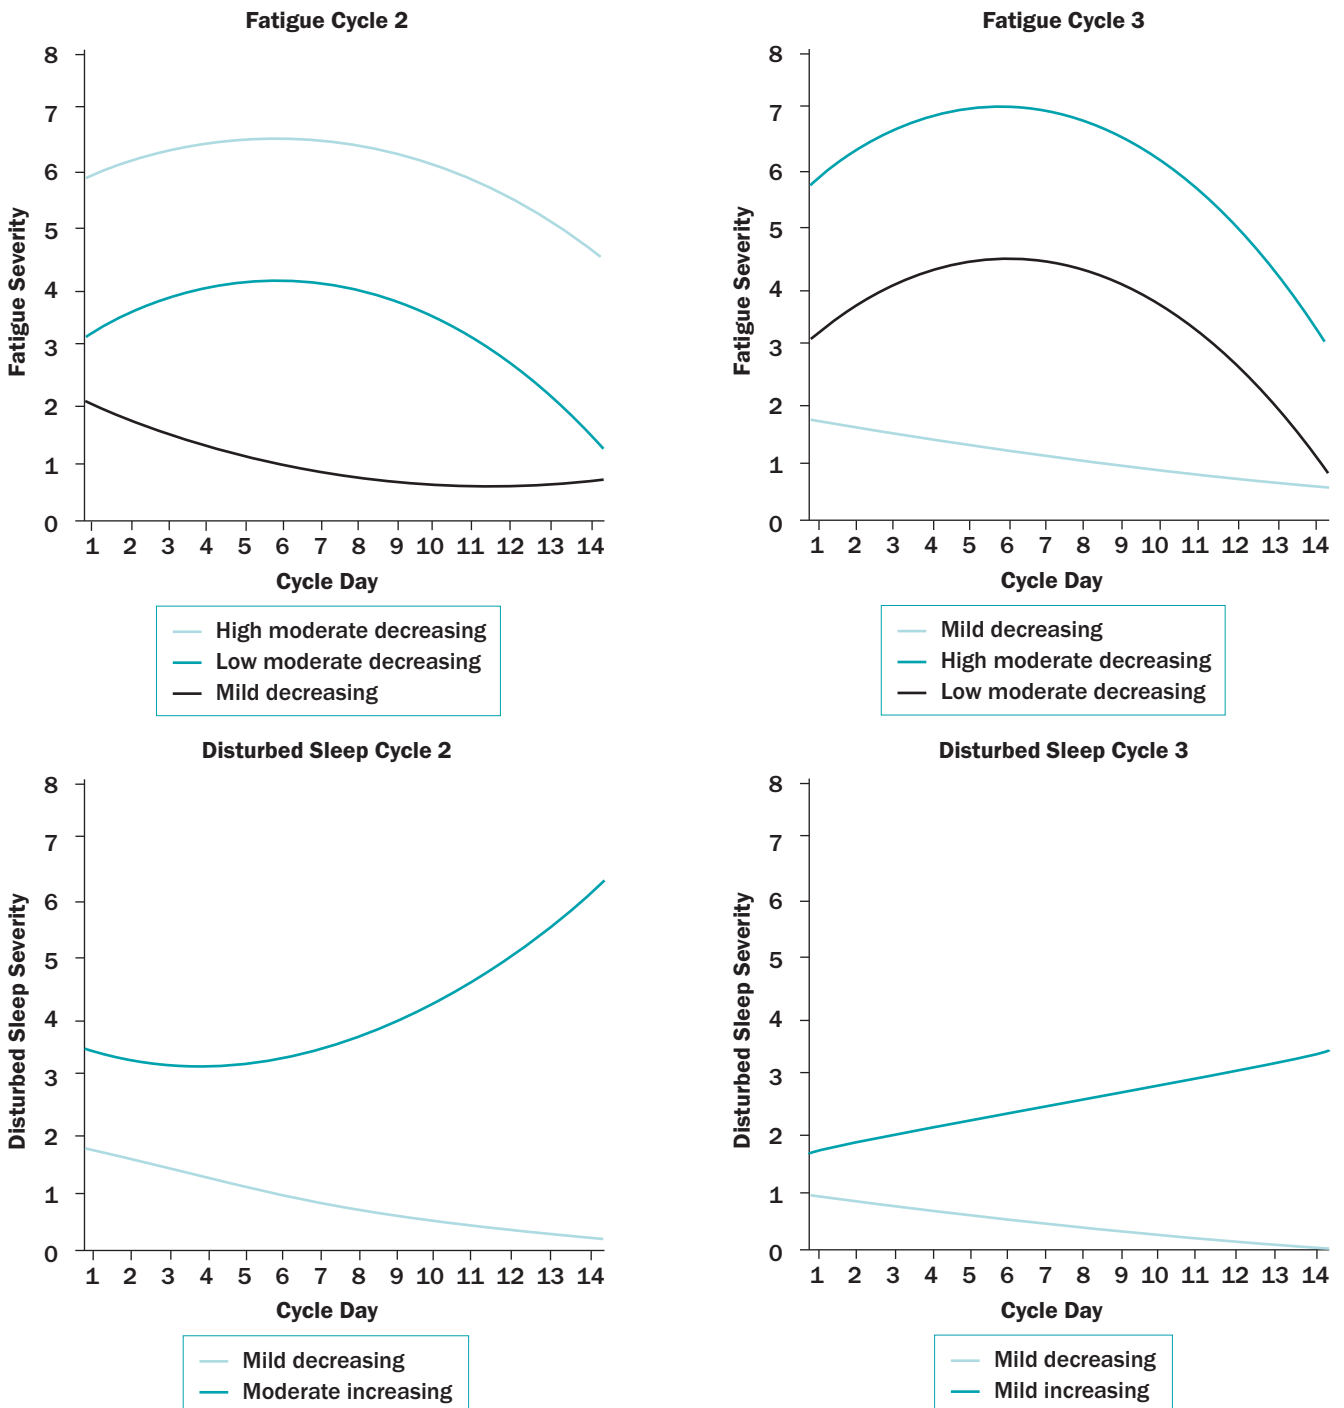 Fatigue Cycle 2
8
7
6
5
4
3
2
1
0
Fatigue Severity
1 2 3 4 5 6 7 8 9 10 11 12 13 14
Cycle Day
High moderate decreasing
Low moderate decreasing
Mild decreasing
Fatigue Cycle 3
8
7
6
5
4
3
2
1
0
Fatigue Severity
1 2 3 4 5 6 7 8 9 10 11 12 13 14
Cycle Day
Mild decreasing
High moderate decreasing
Low moderate decreasing
Disturbed Sleep Cycle 2
8
7
6
5
4
3
2
1
0
Disturbed Sleep Severity
1 2 3 4 5 6 7 8 9 10 11 12 13 14
Cycle Day
Mild decreasing
Moderate increasing
Disturbed Sleep Cycle 3
8
7
6
5
4
3
2
1
0
Disturbed Sleep Severity
1 2 3 4 5 6 7 8 9 10 11 12 13 14
Cycle Day
Mild decreasing
Mild increasing